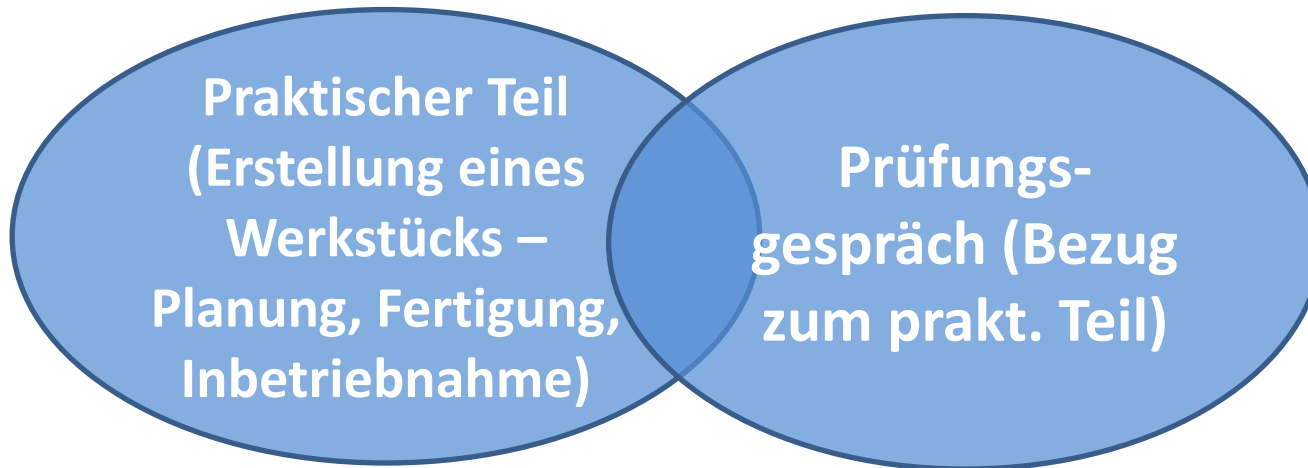 Praktischer Teil
(Erstellung eines
Werkstücks –
Planung, Fertigung,
Inbetriebnahme)
Prüfungs-
gespräch (Bezug
zum prakt. Teil)